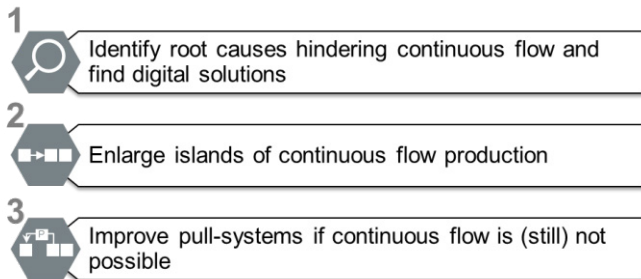 1
Identify root causes hindering continuous flow and
find digital solutions
2
Enlarge islands of continuous flow production
3
P
Improve pull-systems if continuous flow is (still) not
possible